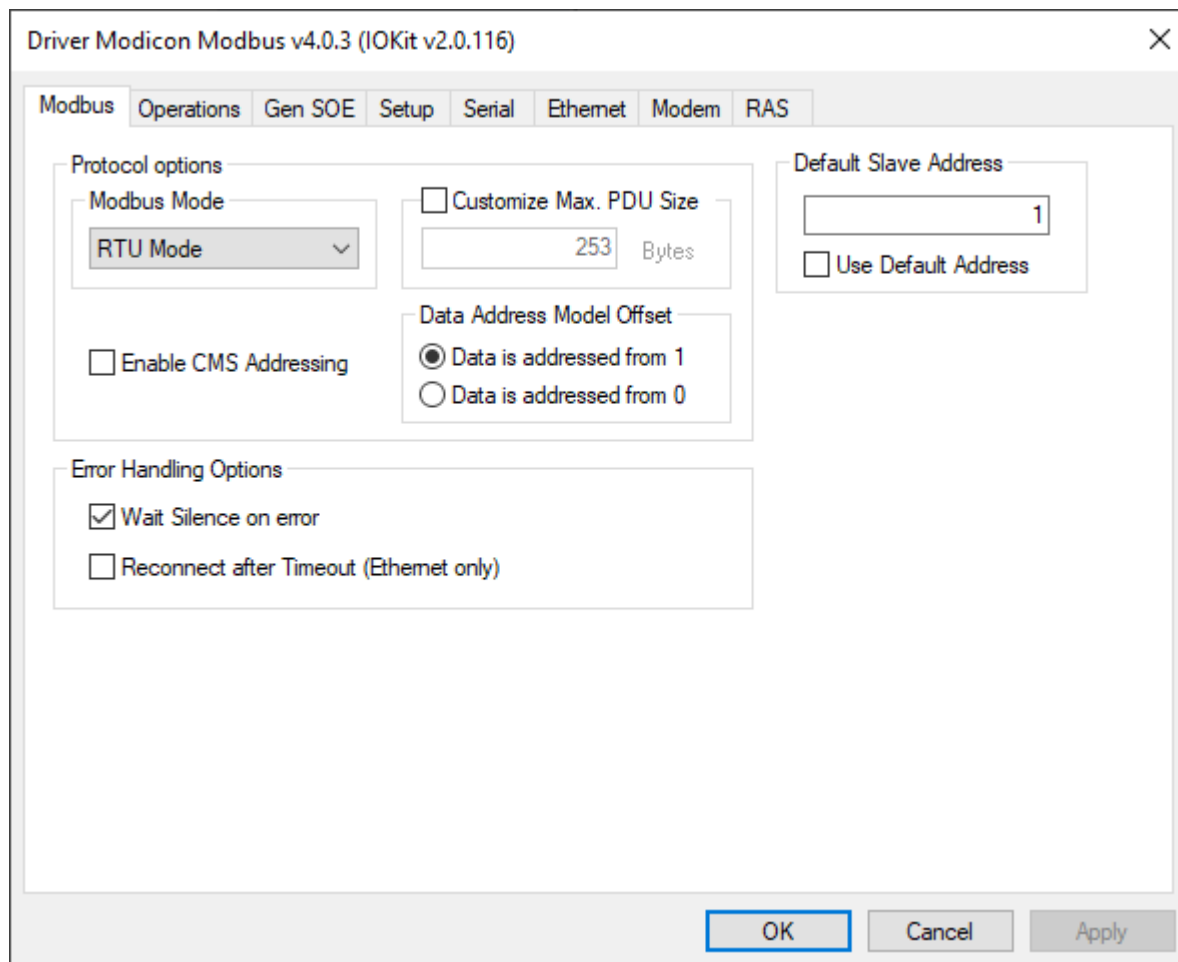 Driver Modicon Modbus v4.0.3 (IOKit v2.0.116)
Modbus Operations Gen SOE Setup Serial Ethernet Modem RAS
Protocol options
Modbus Mode
RTU Mode
Customize Max. PDU Size
253 Bytes
Enable CMS Addressing
Data Address Model Offset
Data is addressed from 1
Data is addressed from 0
Default Slave Address
1
Use Default Address
Error Handling Options
Wait Silence on error
Reconnect after Timeout (Ethernet only)
OK Cancel Apply